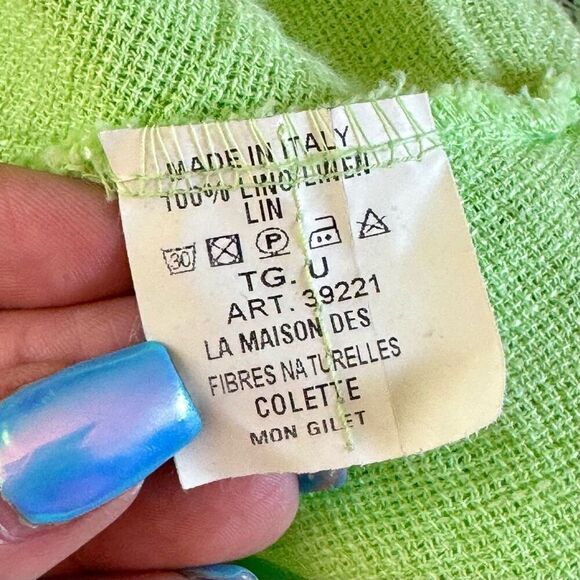 MADE IN ITALY
100% LINO/LINEN
LIN
30 P
TG. U
ART. 39221
LA MAISON DES
FIBRES NATURELLES
COLETTE
MON GILET